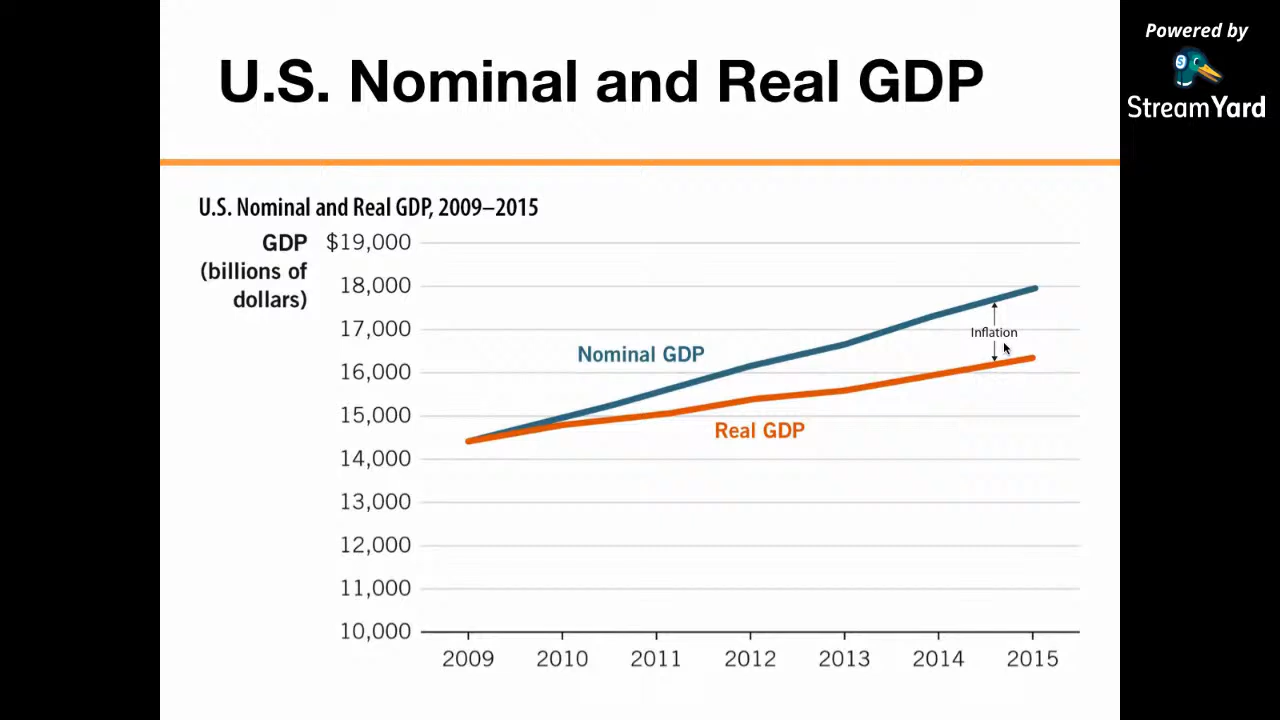 Powered by
StreamYard
U.S. Nominal and Real GDP
U.S. Nominal and Real GDP, 2009–2015
GDP
(billions of
dollars)
$19,000
18,000
17,000
16,000
15,000
14,000
13,000
12,000
11,000
10,000
Nominal GDP
Inflation
Real GDP
2009 2010 2011 2012 2013 2014 2015